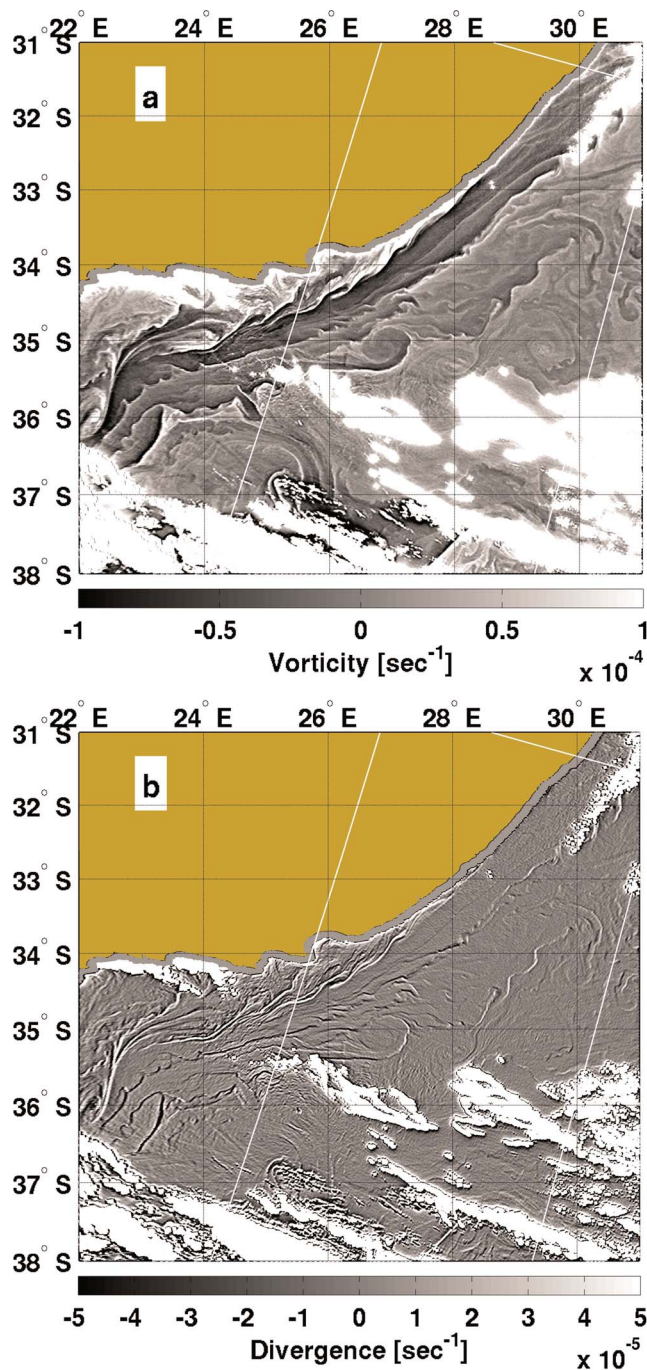 22° E 24° E 26° E 28° E 30° E
31° S
a
32° S
33° S
34° S
35° S
36° S
37° S
38° S
-1 -0.5 0 0.5 1
Vorticity [sec⁻¹] x 10⁻⁴
22° E 24° E 26° E 28° E 30° E
31° S
b
32° S
33° S
34° S
35° S
36° S
37° S
38° S
-5 -4 -3 -2 -1 0 1 2 3 4 5
Divergence [sec⁻¹] x 10⁻⁵